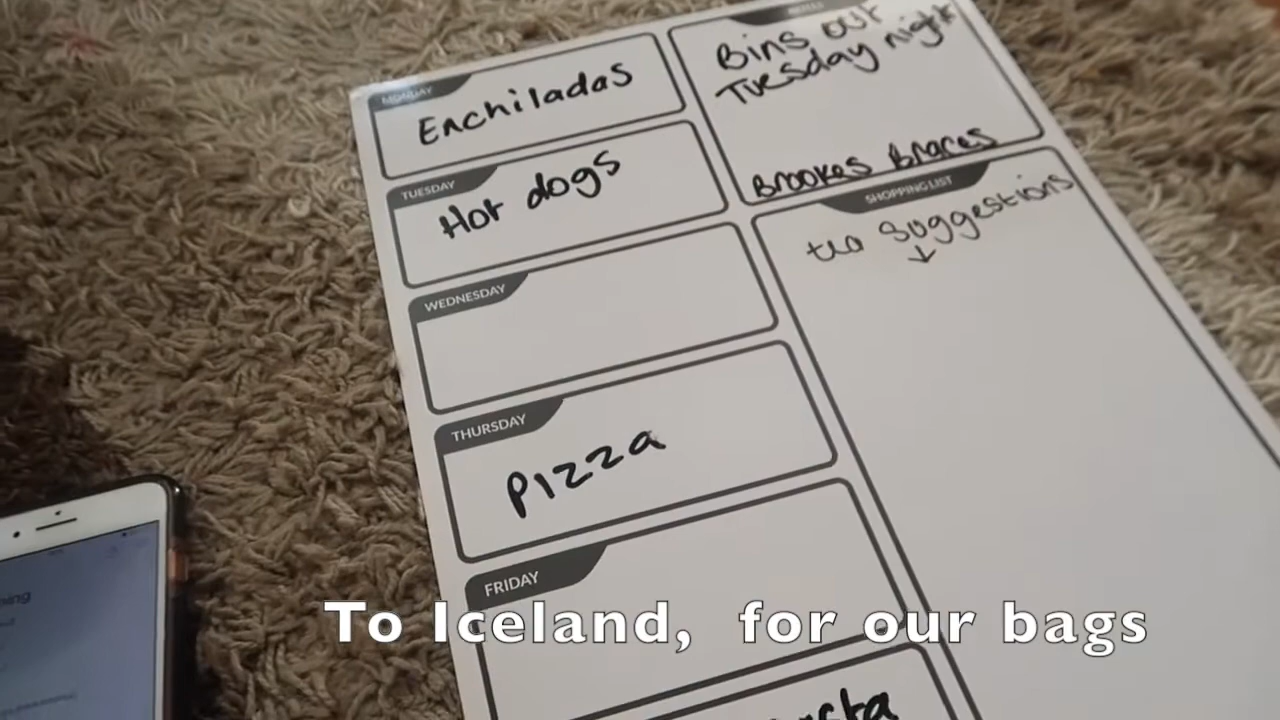 MONDAY
Enchiladas
TUESDAY
Hot dogs
WEDNESDAY
THURSDAY
Pizza
FRIDAY
Bins out
Tuesday night
Brookes Braces
SHOPPING LIST
tea suggestions
↓
To Iceland, for our bags